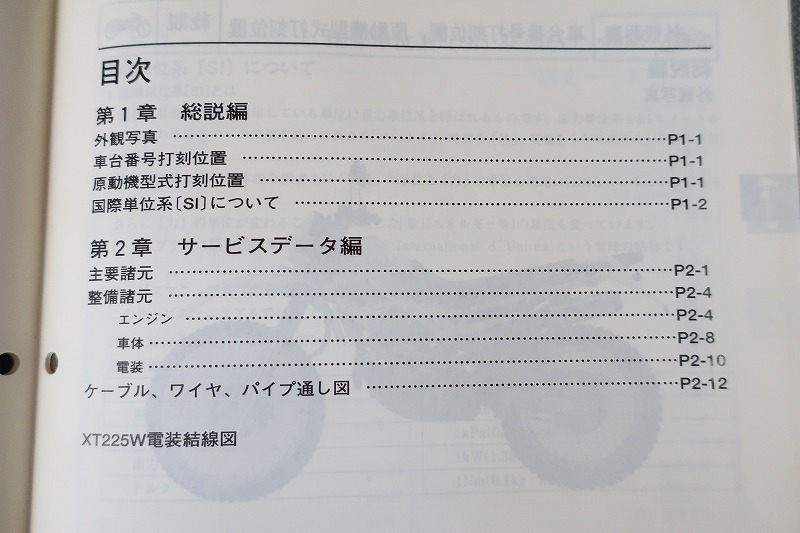 目次
第1章　総説編
外観写真 ………… P1-1
車台番号打刻位置 ………… P1-1
原動機型式打刻位置 ………… P1-1
国際単位系〔SI〕について ………… P1-2
第2章　サービスデータ編
主要諸元 ………… P2-1
整備諸元 ………… P2-4
エンジン ………… P2-4
車体 ………… P2-8
電装 ………… P2-10
ケーブル、ワイヤ、パイプ通し図 ………… P2-12
XT225W電装結線図